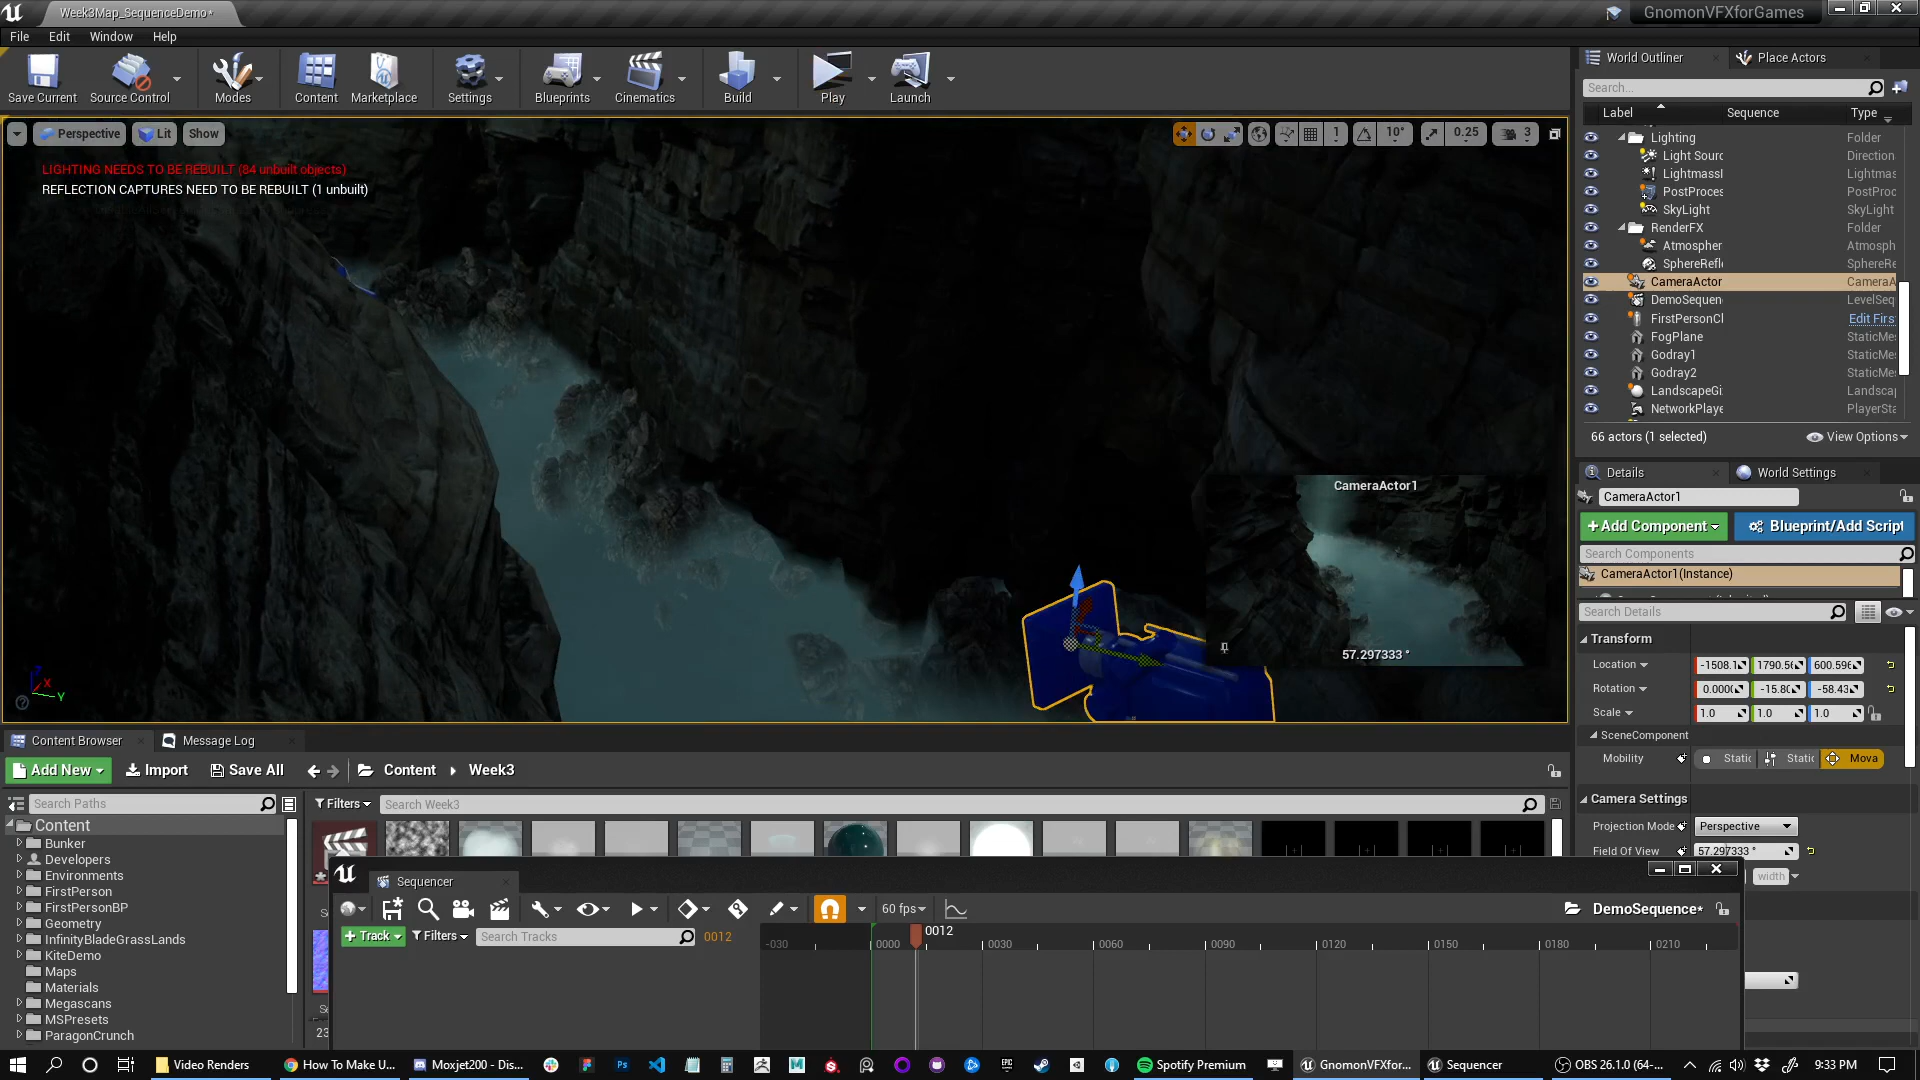 Week3Map_SequenceDemo*
GnomonVFXforGames
File Edit Window Help
Save Current
Source Control
Modes
Content
Marketplace
Settings
Blueprints
Cinematics
Build
Play
Launch
Perspective Lit Show
1 10° 0.25 3
LIGHTING NEEDS TO BE REBUILT (84 unbuilt objects)
REFLECTION CAPTURES NEED TO BE REBUILT (1 unbuilt)
CameraActor1
57.297333 °
X
Y
World Outliner
Place Actors
Search...
Label Sequence Type
Lighting Folder
Light Sourc Direction
LightmassI Lightmas
PostProces PostProc
SkyLight SkyLight
RenderFX Folder
Atmospher Atmosph
SphereRefle SphereRe
CameraActor CameraA
DemoSequen LevelSeq
FirstPersonCl Edit Firs
FogPlane StaticMe
Godray1 StaticMe
Godray2 StaticMe
LandscapeGi Landscap
NetworkPlaye PlayerSta
66 actors (1 selected)
View Options
Details
World Settings
CameraActor1
+Add Component
Blueprint/Add Script
Search Components
CameraActor1(Instance)
Search Details
Transform
Location -1508.1 1790.56 600.596
Rotation 0.000 -15.80 -58.43
Scale 1.0 1.0 1.0
SceneComponent
Mobility Static Static Mova
Camera Settings
Projection Mode Perspective
Field Of View 57.297333 °
width
Content Browser
Message Log
Add New Import Save All Content Week3
Search Paths
Filters Search Week3
Content
Bunker
Developers
Environments
FirstPerson
FirstPersonBP
Geometry
InfinityBladeGrassLands
KiteDemo
Maps
Materials
Megascans
MSPresets
ParagonCrunch
23
Sequencer
60 fps
DemoSequence*
+ Track Filters Search Tracks 0012
0012
-030 0000 0030 0060 0090 0120 0150 0180 0210
Video Renders
How To Make U...
Moxjet200 - Dis...
Spotify Premium
GnomonVFXfor...
Sequencer
OBS 26.1.0 (64-...
9:33 PM